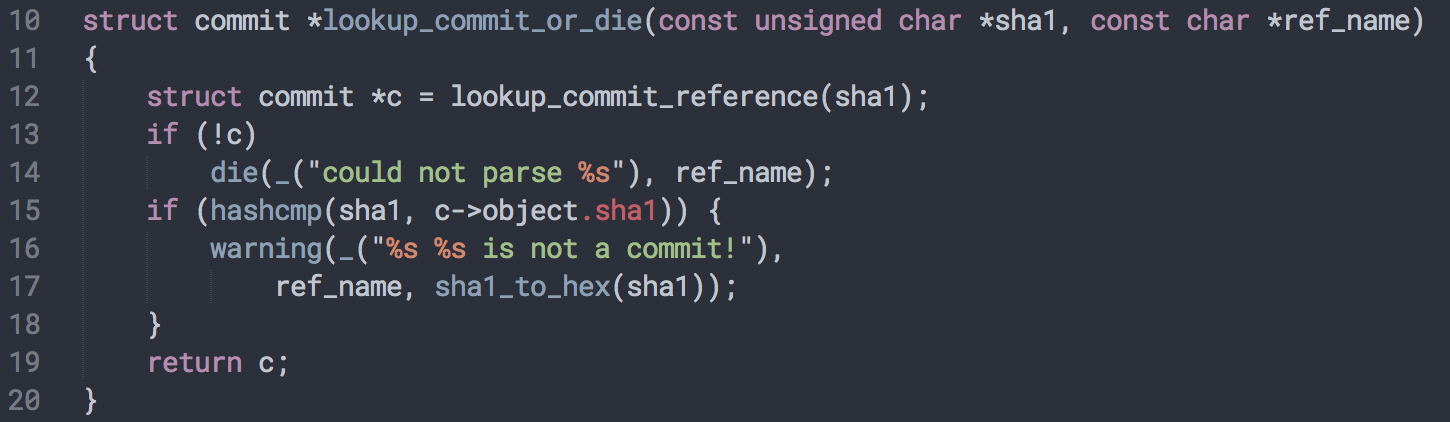 10 struct commit *lookup_commit_or_die(const unsigned char *sha1, const char *ref_name)
11 {
12     struct commit *c = lookup_commit_reference(sha1);
13     if (!c)
14         die(_("could not parse %s"), ref_name);
15     if (hashcmp(sha1, c->object.sha1)) {
16         warning(_("%s %s is not a commit!"),
17             ref_name, sha1_to_hex(sha1));
18     }
19     return c;
20 }